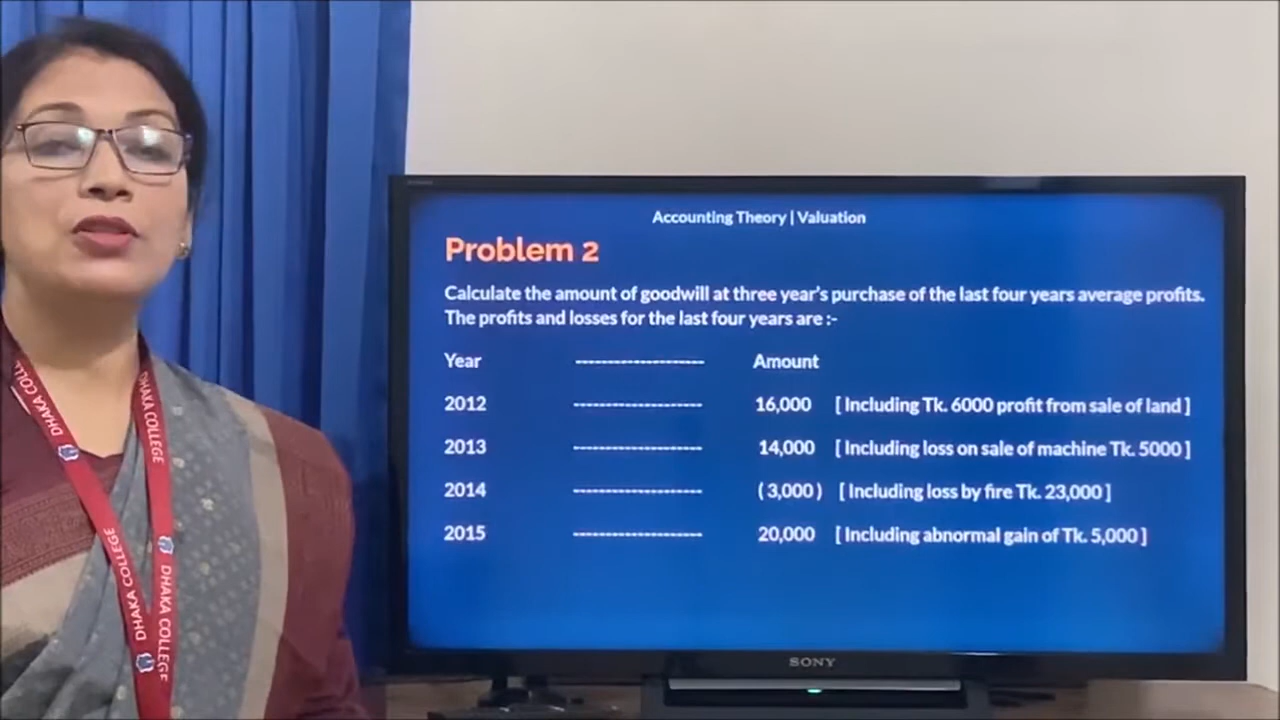 Accounting Theory | Valuation
Problem 2
Calculate the amount of goodwill at three year's purchase of the last four years average profits.
The profits and losses for the last four years are :-
Year ---------------------- Amount
2012 ---------------------- 16,000 [ Including Tk. 6000 profit from sale of land ]
2013 ---------------------- 14,000 [ Including loss on sale of machine Tk. 5000 ]
2014 ---------------------- ( 3,000 ) [ Including loss by fire Tk. 23,000 ]
2015 ---------------------- 20,000 [ Including abnormal gain of Tk. 5,000 ]
SONY
DHAKA COLLEGE
DHAKA COLLEGE
DHAKA COLLEGE
DHAKA COLLEGE